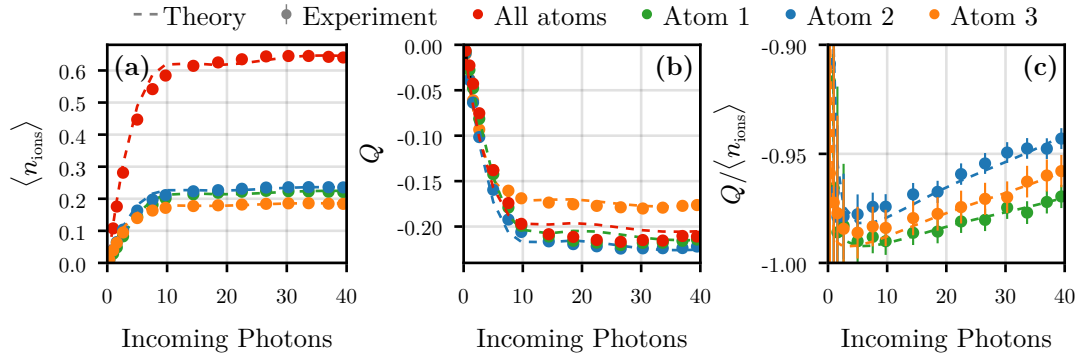 Theory Experiment All atoms Atom 1 Atom 2 Atom 3
(a)
0.6
0.5
0.4
0.3
0.2
0.1
0.0
⟨n_ions⟩
0 10 20 30 40
Incoming Photons
(b)
0.00
-0.05
-0.10
-0.15
-0.20
Q
0 10 20 30 40
Incoming Photons
(c)
-0.90
-0.95
-1.00
Q/⟨n_ions⟩
0 10 20 30 40
Incoming Photons